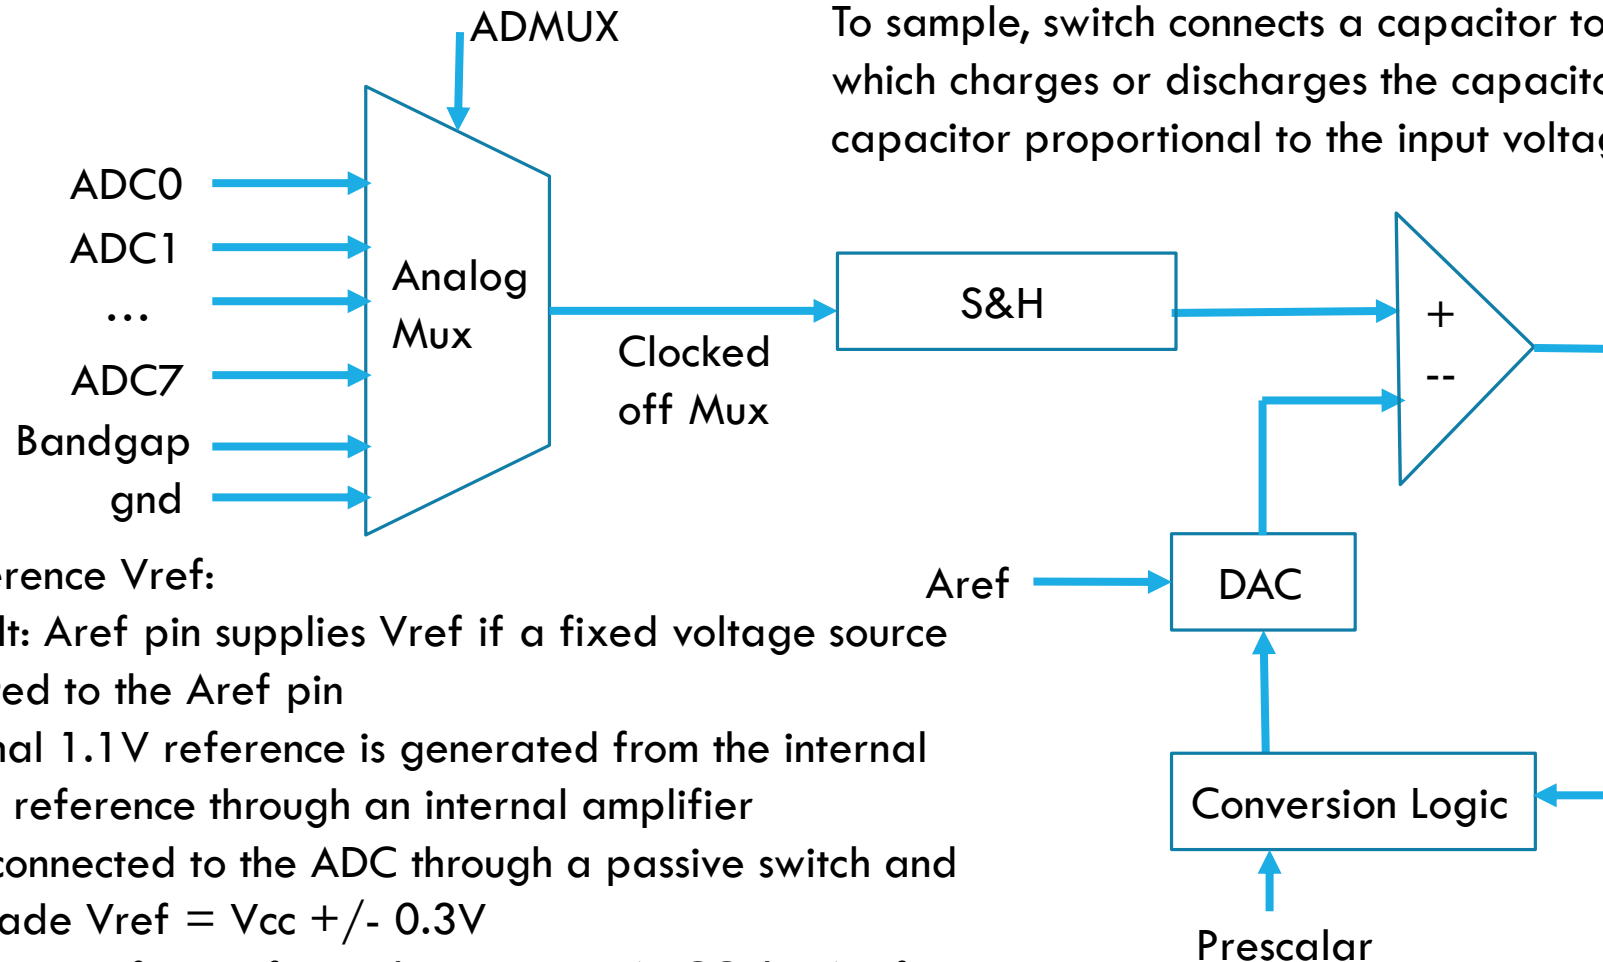 ADMUX
To sample, switch connects a capacitor to
which charges or discharges the capacito
capacitor proportional to the input voltag
ADC0
ADC1
...
ADC7
Bandgap
gnd
Analog
Mux
Clocked
off Mux
S&H
+
--
Aref
DAC
Conversion Logic
Prescalar
erence Vref:
lt: Aref pin supplies Vref if a fixed voltage source
ted to the Aref pin
nal 1.1V reference is generated from the internal
reference through an internal amplifier
connected to the ADC through a passive switch and
ade Vref = Vcc +/- 0.3V